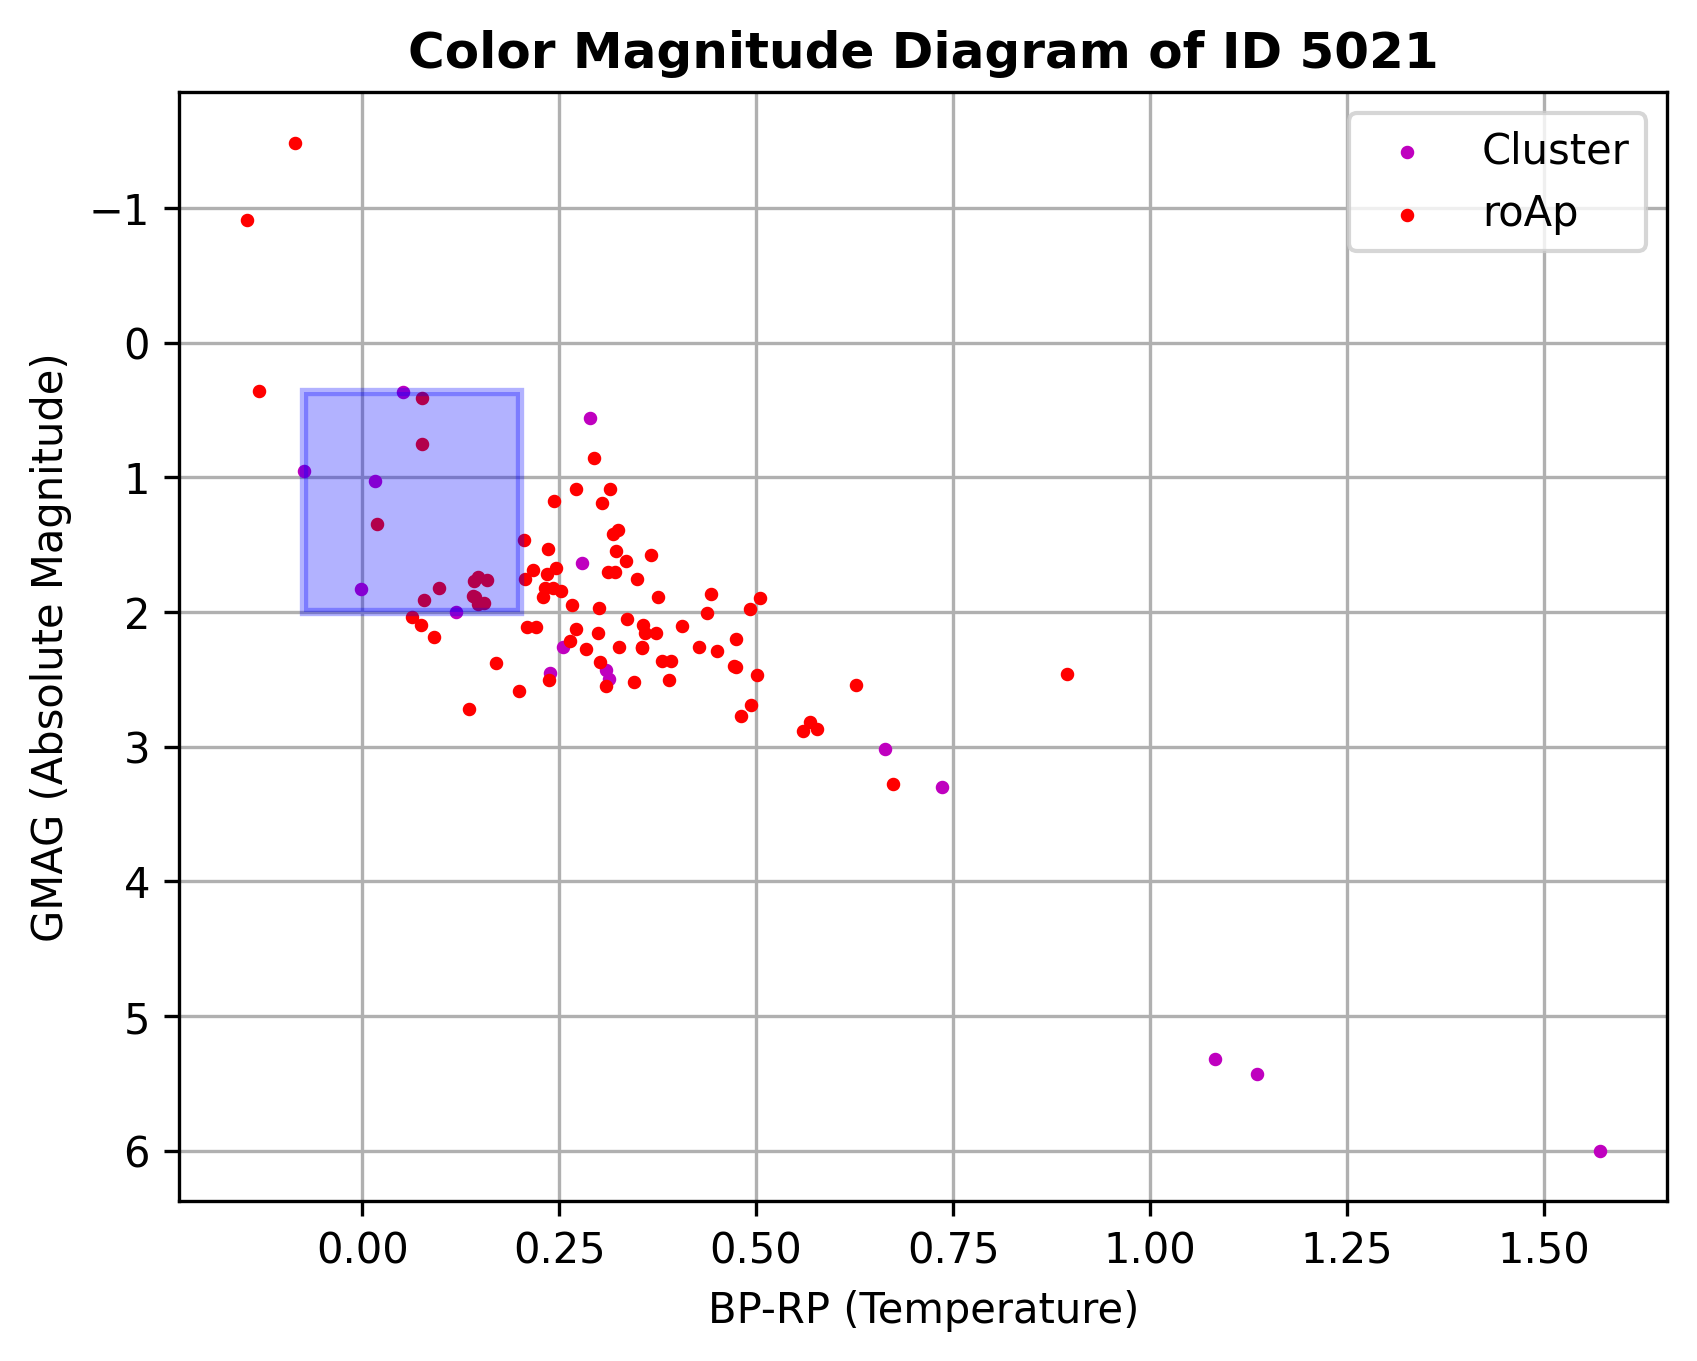 Color Magnitude Diagram of ID 5021
Cluster
roAp
GMAG (Absolute Magnitude)
−1
0
1
2
3
4
5
6
0.00 0.25 0.50 0.75 1.00 1.25 1.50
BP-RP (Temperature)